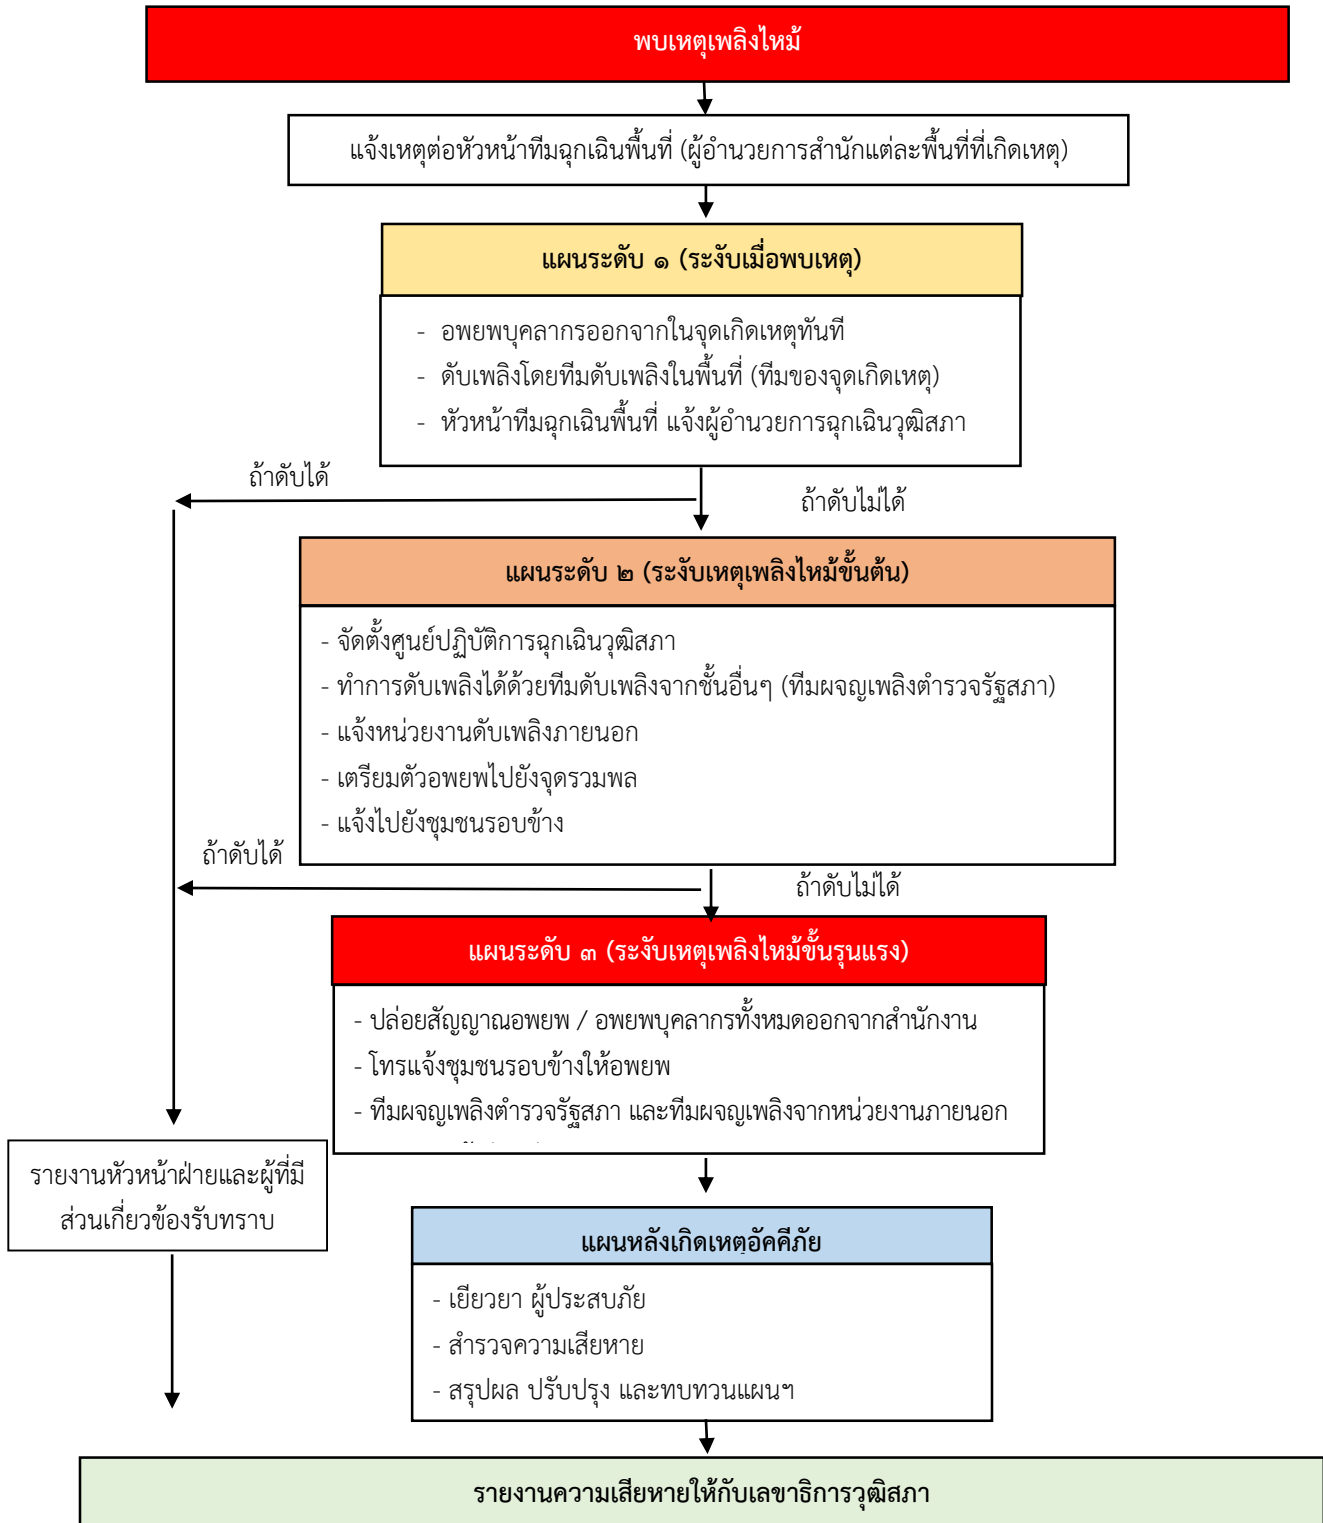 พบเหตุเพลิงไหม้
แจ้งเหตุต่อหัวหน้าทีมฉุกเฉินพื้นที่ (ผู้อำนวยการสำนักแต่ละพื้นที่ที่เกิดเหตุ)
แผนระดับ ๑ (ระงับเมื่อพบเหตุ)
- อพยพบุคลากรออกจากในจุดเกิดเหตุทันที
- ดับเพลิงโดยทีมดับเพลิงในพื้นที่ (ทีมของจุดเกิดเหตุ)
- หัวหน้าทีมฉุกเฉินพื้นที่ แจ้งผู้อำนวยการฉุกเฉินวุฒิสภา
ถ้าดับได้
ถ้าดับไม่ได้
แผนระดับ ๒ (ระงับเหตุเพลิงไหม้ขั้นต้น)
- จัดตั้งศูนย์ปฏิบัติการฉุกเฉินวุฒิสภา
- ทำการดับเพลิงได้ด้วยทีมดับเพลิงจากชั้นอื่นๆ (ทีมผจญเพลิงตำรวจรัฐสภา)
- แจ้งหน่วยงานดับเพลิงภายนอก
- เตรียมตัวอพยพไปยังจุดรวมพล
- แจ้งไปยังชุมชนรอบข้าง
ถ้าดับได้
ถ้าดับไม่ได้
แผนระดับ ๓ (ระงับเหตุเพลิงไหม้ขั้นรุนแรง)
- ปล่อยสัญญาณอพยพ / อพยพบุคลากรทั้งหมดออกจากสำนักงาน
- โทรแจ้งชุมชนรอบข้างให้อพยพ
- ทีมผจญเพลิงตำรวจรัฐสภา และทีมผจญเพลิงจากหน่วยงานภายนอก
รายงานหัวหน้าฝ่ายและผู้ที่มี
ส่วนเกี่ยวข้องรับทราบ
แผนหลังเกิดเหตุอัคคีภัย
- เยียวยา ผู้ประสบภัย
- สำรวจความเสียหาย
- สรุปผล ปรับปรุง และทบทวนแผนฯ
รายงานความเสียหายให้กับเลขาธิการวุฒิสภา